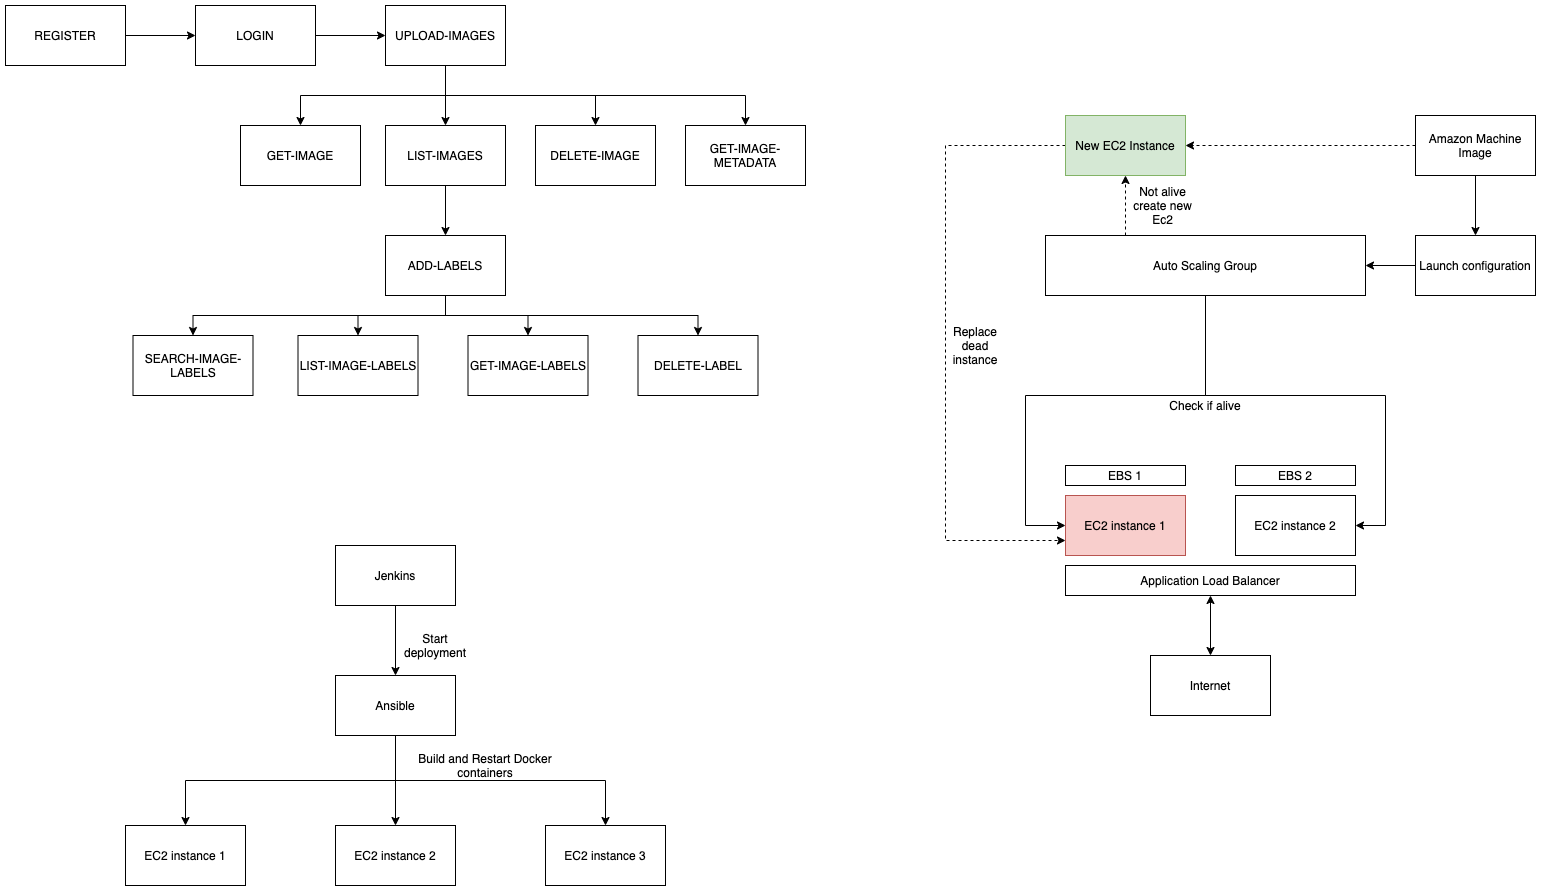 REGISTER
LOGIN
UPLOAD-IMAGES
GET-IMAGE
LIST-IMAGES
DELETE-IMAGE
GET-IMAGE-
METADATA
ADD-LABELS
SEARCH-IMAGE-
LABELS
LIST-IMAGE-LABELS
GET-IMAGE-LABELS
DELETE-LABEL
Jenkins
Start
deployment
Ansible
Build and Restart Docker
containers
EC2 instance 1
EC2 instance 2
EC2 instance 3
New EC2 Instance
Amazon Machine
Image
Not alive
create new
Ec2
Auto Scaling Group
Launch configuration
Replace
dead
instance
Check if alive
EBS 1
EBS 2
EC2 instance 1
EC2 instance 2
Application Load Balancer
Internet